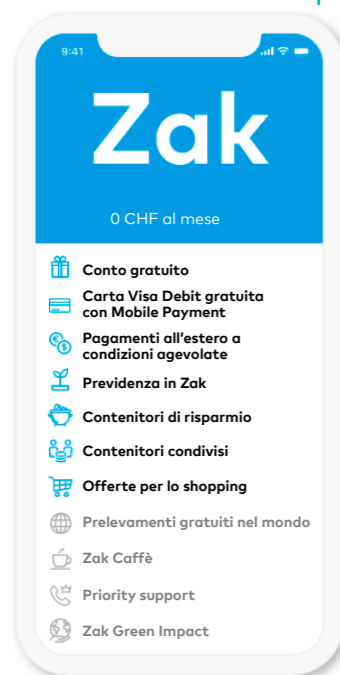 9:41
Zak
0 CHF al mese
Conto gratuito
Carta Visa Debit gratuita
con Mobile Payment
Pagamenti all'estero a
condizioni agevolate
Previdenza in Zak
Contenitori di risparmio
Contenitori condivisi
Offerte per lo shopping
Prelevamenti gratuiti nel mondo
Zak Caffè
Priority support
Zak Green Impact